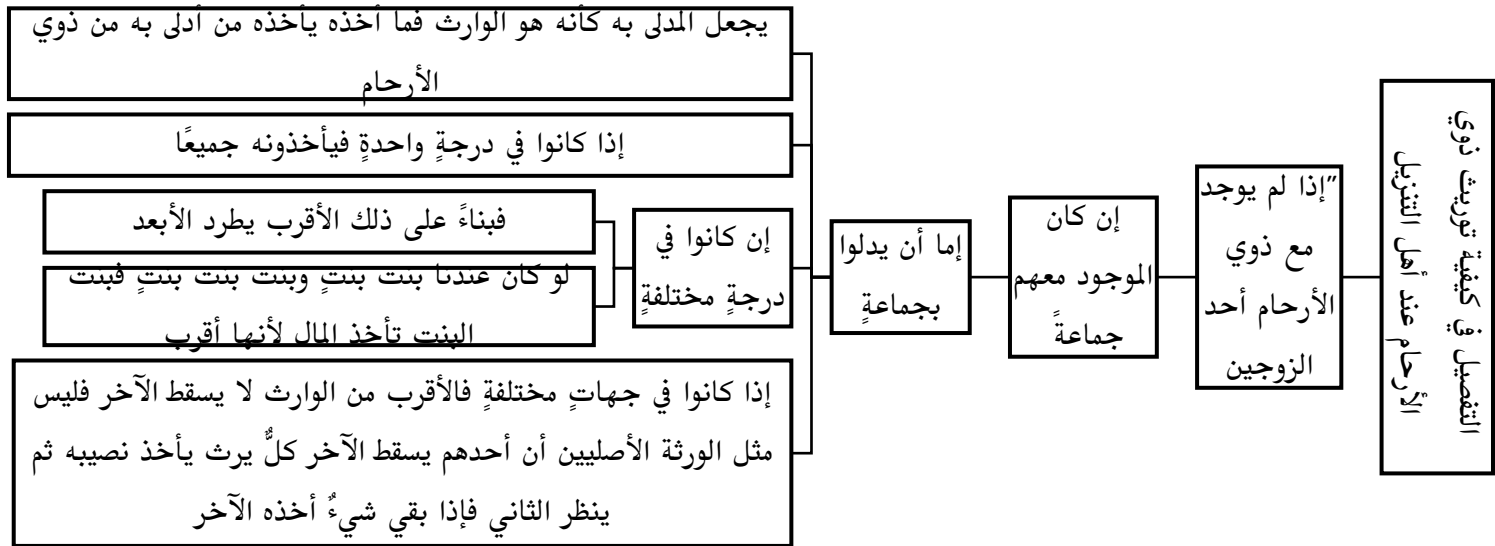 التفصيل في كيفية توريث ذوي
الأرحام عند أهل التنزيل
"إذا لم يوجد
مع ذوي
الأرحام أحد
الزوجين
إن كان
الموجود معهم
جماعةً
إما أن يدلوا
بجماعةٍ
يجعل المدلى به كأنه هو الوارث فما أخذه يأخذه من أدلى به من ذوي
الأرحام
إذا كانوا في درجةٍ واحدةٍ فيأخذونه جميعًا
إن كانوا في
درجةٍ مختلفةٍ
فبناءً على ذلك الأقرب يطرد الأبعد
لو كان عندنا بنت بنتٍ وبنت بنت بنتٍ فبنت
البنت تأخذ المال لأنها أقرب
إذا كانوا في جهاتٍ مختلفةٍ فالأقرب من الوارث لا يسقط الآخر فليس
مثل الورثة الأصليين أن أحدهم يسقط الآخر كلٌّ يرث يأخذ نصيبه ثم
ينظر الثاني فإذا بقي شيءٌ أخذه الآخر